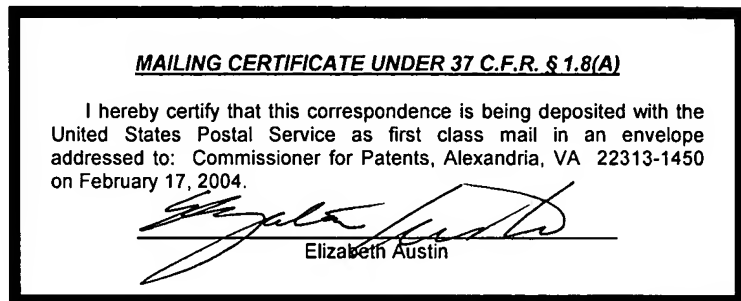 MAILING CERTIFICATE UNDER 37 C.F.R. § 1.8(A)
I hereby certify that this correspondence is being deposited with the
United States Postal Service as first class mail in an envelope
addressed to: Commissioner for Patents, Alexandria, VA 22313-1450
on February 17, 2004.
Elizabeth Austin
Elizabeth Austin